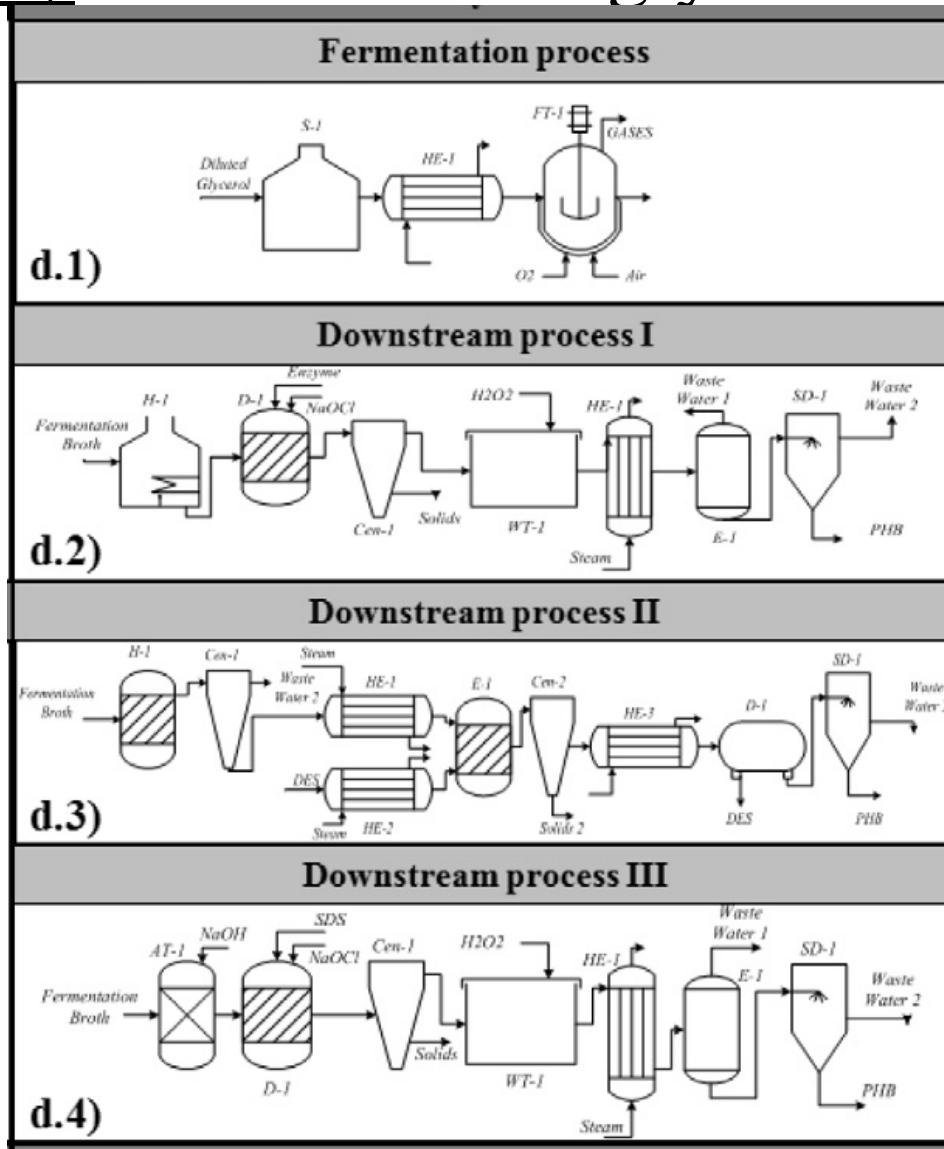 Fermentation process
S-1
FT-1
GASES
HE-1
Diluted
Glycerol
O2
Air
d.1)
Downstream process I
Enzyme
H-1
D-1
NaOCl
H2O2
HE-1
Waste
Water 1
SD-1
Waste
Water 2
Fermentation
Broth
Solids
Cen-1
WT-1
E-1
Steam
PHB
d.2)
Downstream process II
H-1
Cen-1
Steam
Waste
Water 2
HE-1
E-1
Cen-2
HE-3
D-1
SD-1
Waste
Fermentation
Broth
DES
Steam
HE-2
Solids 2
DES
PHB
d.3)
Downstream process III
AT-1
NaOH
SDS
NaOCl
Cen-1
H2O2
HE-1
Waste
Water 1
E-1
SD-1
Waste
Water 2
Fermentation
Broth
D-1
Solids
WT-1
Steam
PHB
d.4)